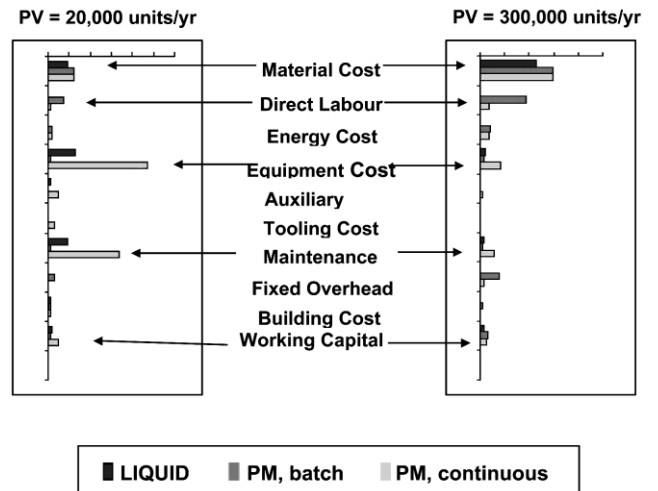 PV = 20,000 units/yr
PV = 300,000 units/yr
Material Cost
Direct Labour
Energy Cost
Equipment Cost
Auxiliary
Tooling Cost
Maintenance
Fixed Overhead
Building Cost
Working Capital
LIQUID PM, batch PM, continuous